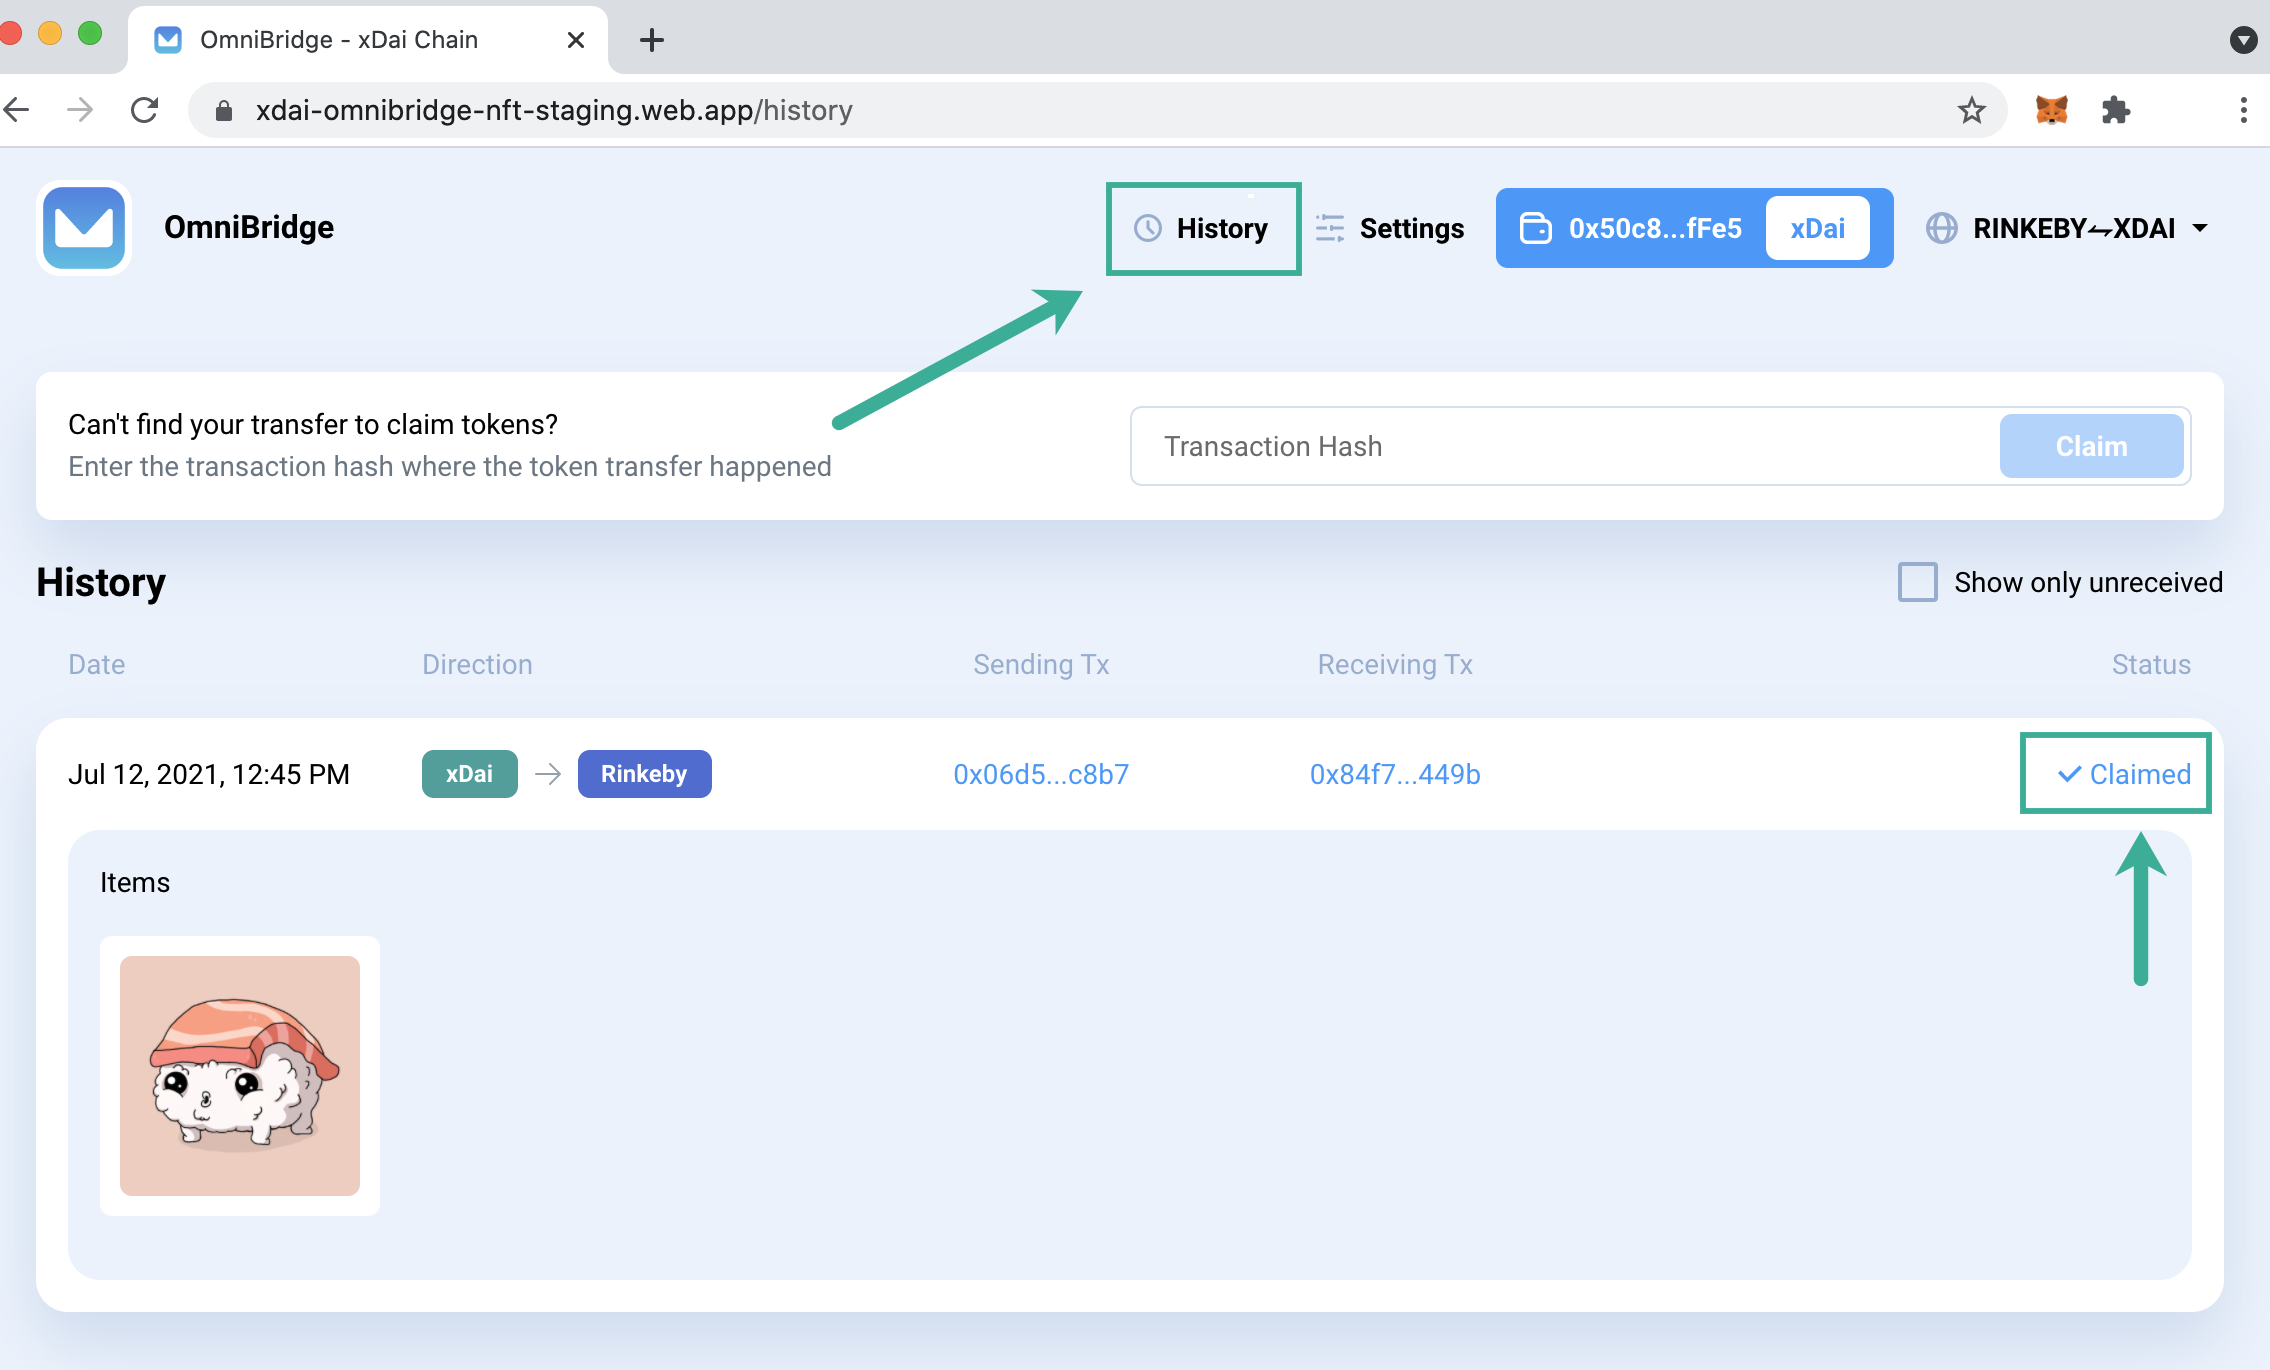 OmniBridge - xDai Chain
xdai-omnibridge-nft-staging.web.app/history
OmniBridge
History
Settings
0x50c8...fFe5
xDai
RINKEBY⇌XDAI
Can't find your transfer to claim tokens?
Enter the transaction hash where the token transfer happened
Transaction Hash
Claim
History
Show only unreceived
Date Direction Sending Tx Receiving Tx Status
Jul 12, 2021, 12:45 PM xDai → Rinkeby 0x06d5...c8b7 0x84f7...449b ✓ Claimed
Items